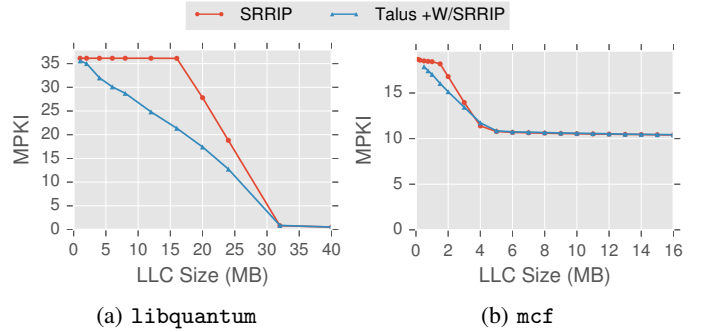 SRRIP Talus +W/SRRIP
MPKI
35
30
25
20
15
10
5
0
0 5 10 15 20 25 30 35 40
LLC Size (MB)
(a) libquantum
MPKI
15
10
5
0
0 2 4 6 8 10 12 14 16
LLC Size (MB)
(b) mcf